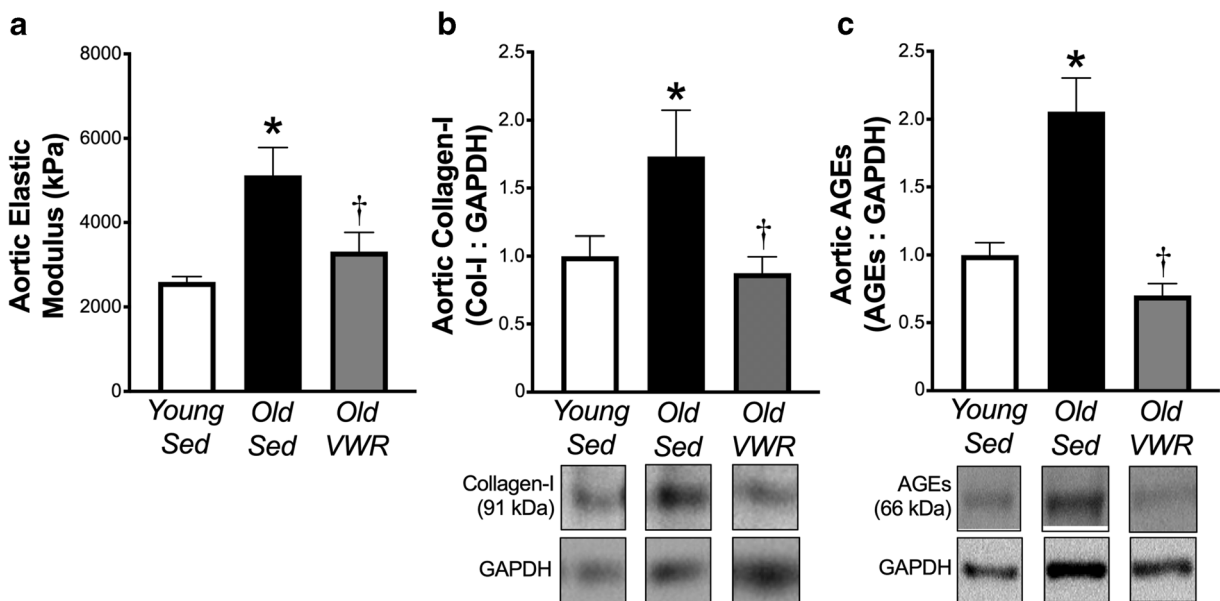 a
Aortic Elastic
Modulus (kPa)
8000
6000
4000
2000
0
*
†
Young
Sed
Old
Sed
Old
VWR
b
Aortic Collagen-I
(Col-I : GAPDH)
2.5
2.0
1.5
1.0
0.5
0
*
†
Young
Sed
Old
Sed
Old
VWR
Collagen-I
(91 kDa)
GAPDH
c
Aortic AGEs
(AGEs : GAPDH)
2.5
2.0
1.5
1.0
0.5
0
*
†
Young
Sed
Old
Sed
Old
VWR
AGEs
(66 kDa)
GAPDH